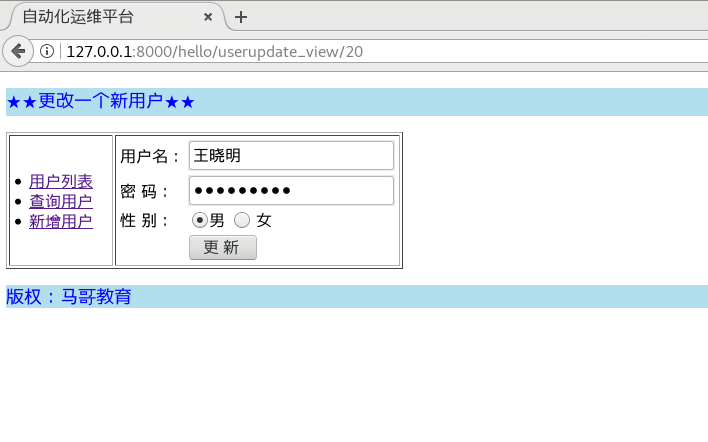 自动化运维平台
127.0.0.1:8000/hello/userupdate_view/20
★★更改一个新用户★★
用户列表
查询用户
新增用户
用户名： 王晓明
密 码： ●●●●●●●●●
性 别： 男 女
更 新
版权：马哥教育